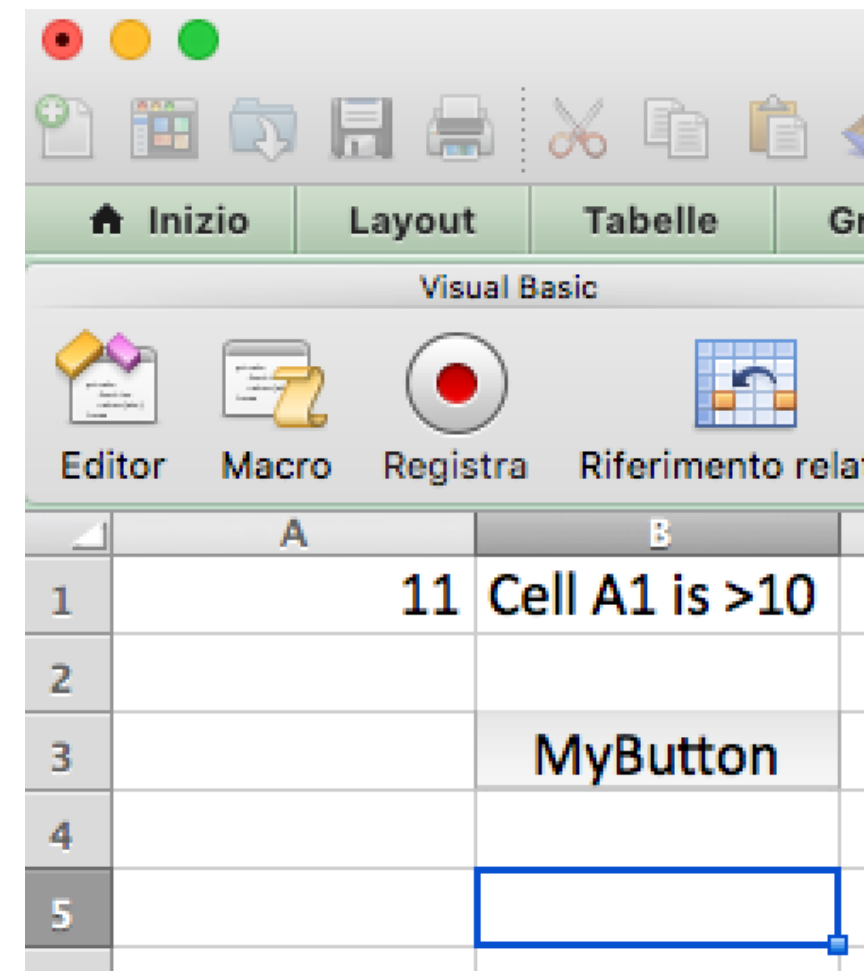 Inizio Layout Tabelle
Visual Basic
Editor Macro Registra Riferimento
A B
1 11 Cell A1 is >10
2
3 MyButton
4
5